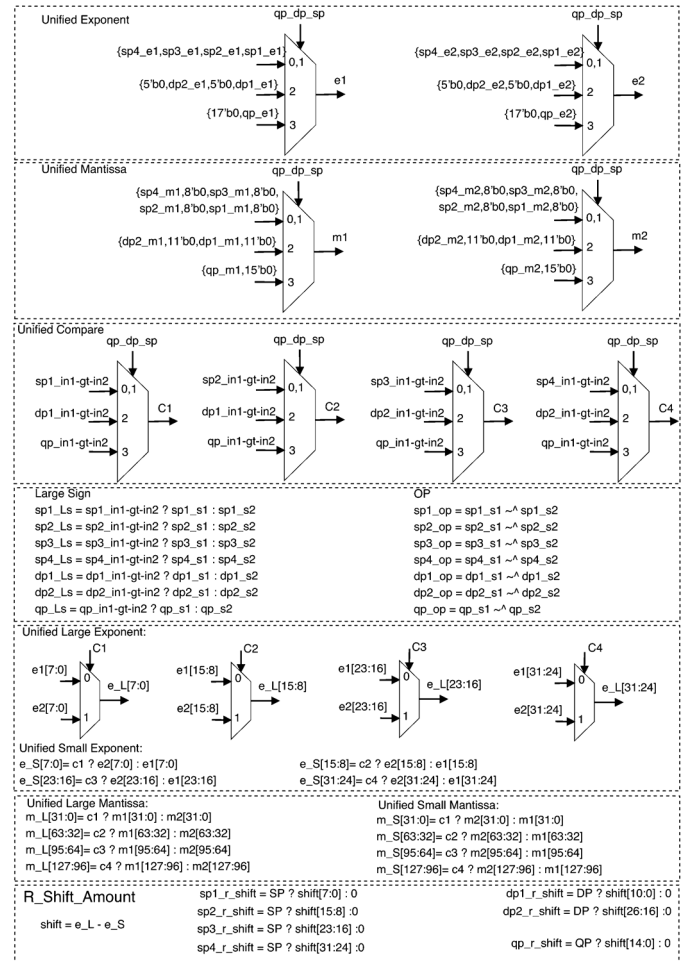 Unified Exponent
qp_dp_sp
qp_dp_sp
{sp4_e1,sp3_e1,sp2_e1,sp1_e1}
0,1
{5'b0,dp2_e1,5'b0,dp1_e1}
2
e1
{17'b0,qp_e1}
3
{sp4_e2,sp3_e2,sp2_e2,sp1_e2}
0,1
{5'b0,dp2_e2,5'b0,dp1_e2}
2
e2
{17'b0,qp_e2}
3
Unified Mantissa
qp_dp_sp
qp_dp_sp
{sp4_m1,8'b0,sp3_m1,8'b0,
sp2_m1,8'b0,sp1_m1,8'b0}
0,1
{dp2_m1,11'b0,dp1_m1,11'b0}
2
m1
{qp_m1,15'b0}
3
{sp4_m2,8'b0,sp3_m2,8'b0,
sp2_m2,8'b0,sp1_m2,8'b0}
0,1
{dp2_m2,11'b0,dp1_m2,11'b0}
2
m2
{qp_m2,15'b0}
3
Unified Compare
qp_dp_sp
qp_dp_sp
qp_dp_sp
qp_dp_sp
sp1_in1-gt-in2
0,1
dp1_in1-gt-in2
2
C1
qp_in1-gt-in2
3
sp2_in1-gt-in2
0,1
dp1_in1-gt-in2
2
C2
qp_in1-gt-in2
3
sp3_in1-gt-in2
0,1
dp2_in1-gt-in2
2
C3
qp_in1-gt-in2
3
sp4_in1-gt-in2
0,1
dp2_in1-gt-in2
2
C4
qp_in1-gt-in2
3
Large Sign
sp1_Ls = sp1_in1-gt-in2 ? sp1_s1 : sp1_s2
sp2_Ls = sp2_in1-gt-in2 ? sp2_s1 : sp2_s2
sp3_Ls = sp3_in1-gt-in2 ? sp3_s1 : sp3_s2
sp4_Ls = sp4_in1-gt-in2 ? sp4_s1 : sp4_s2
dp1_Ls = dp1_in1-gt-in2 ? dp1_s1 : dp1_s2
dp2_Ls = dp2_in1-gt-in2 ? dp2_s1 : dp2_s2
qp_Ls = qp_in1-gt-in2 ? qp_s1 : qp_s2
OP
sp1_op = sp1_s1 ~^ sp1_s2
sp2_op = sp2_s1 ~^ sp2_s2
sp3_op = sp3_s1 ~^ sp3_s2
sp4_op = sp4_s1 ~^ sp4_s2
dp1_op = dp1_s1 ~^ dp1_s2
dp2_op = dp2_s1 ~^ dp2_s2
qp_op = qp_s1 ~^ qp_s2
Unified Large Exponent:
C1
e1[7:0]
0
e_L[7:0]
e2[7:0]
1
C2
e1[15:8]
0
e_L[15:8]
e2[15:8]
1
C3
e1[23:16]
0
e_L[23:16]
e2[23:16]
1
C4
e1[31:24]
0
e_L[31:24]
e2[31:24]
1
Unified Small Exponent:
e_S[7:0]= c1 ? e2[7:0] : e1[7:0]
e_S[15:8]= c2 ? e2[15:8] : e1[15:8]
e_S[23:16]= c3 ? e2[23:16] : e1[23:16]
e_S[31:24]= c4 ? e2[31:24] : e1[31:24]
Unified Large Mantissa:
m_L[31:0]= c1 ? m1[31:0] : m2[31:0]
m_L[63:32]= c2 ? m1[63:32] : m2[63:32]
m_L[95:64]= c3 ? m1[95:64] : m2[95:64]
m_L[127:96]= c4 ? m1[127:96] : m2[127:96]
Unified Small Mantissa:
m_S[31:0]= c1 ? m2[31:0] : m1[31:0]
m_S[63:32]= c2 ? m2[63:32] : m1[63:32]
m_S[95:64]= c3 ? m2[95:64] : m1[95:64]
m_S[127:96]= c4 ? m2[127:96] : m1[127:96]
R_Shift_Amount
shift = e_L - e_S
sp1_r_shift = SP ? shift[7:0] : 0
sp2_r_shift = SP ? shift[15:8] :0
sp3_r_shift = SP ? shift[23:16] :0
sp4_r_shift = SP ? shift[31:24] :0
dp1_r_shift = DP ? shift[10:0] : 0
dp2_r_shift = DP ? shift[26:16] :0
qp_r_shift = QP ? shift[14:0] : 0